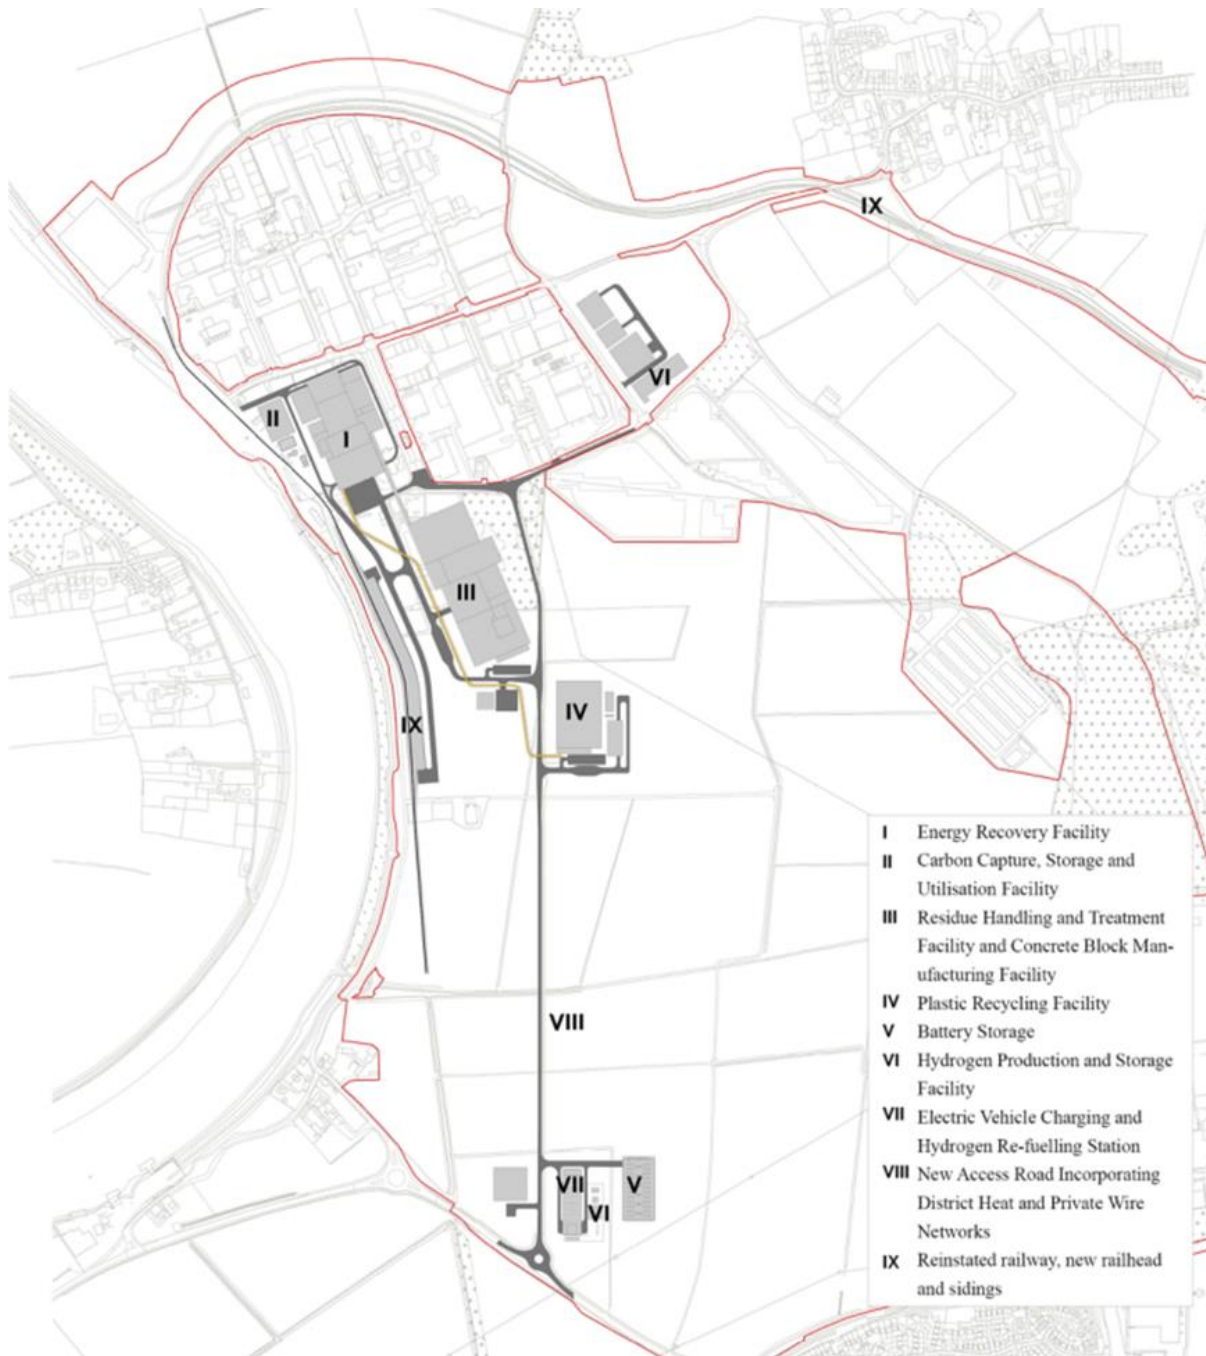 IX
VI
II
I
III
IV
IX
I Energy Recovery Facility
II Carbon Capture, Storage and
Utilisation Facility
III Residue Handling and Treatment
Facility and Concrete Block Man-
ufacturing Facility
IV Plastic Recycling Facility
V Battery Storage
VI Hydrogen Production and Storage
Facility
VII Electric Vehicle Charging and
Hydrogen Re-fuelling Station
VIII New Access Road Incorporating
District Heat and Private Wire
Networks
IX Reinstated railway, new railhead
and sidings
VIII
VII
V
VI